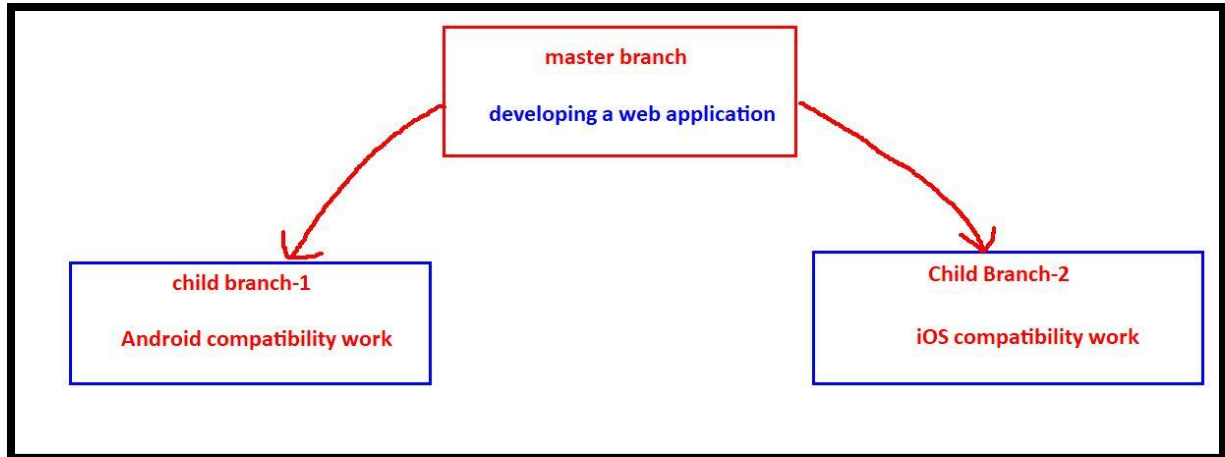 master branch
developing a web application
child branch-1
Android compatibility work
Child Branch-2
iOS compatibility work